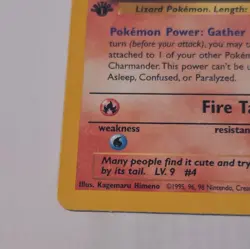 Lizard Pokémon. Length:
Pokémon Power: Gather
turn (before your attack), you may
attached to 1 of your other Pokém
Charmander. This power can't be u
Asleep, Confused, or Paralyzed.
Fire Ta
weakness resistan
Many people find it cute and try
by its tail. LV. 9 #4
Illus. Kagemaru Himeno ©1995, 96, 98 Nintendo, Crea